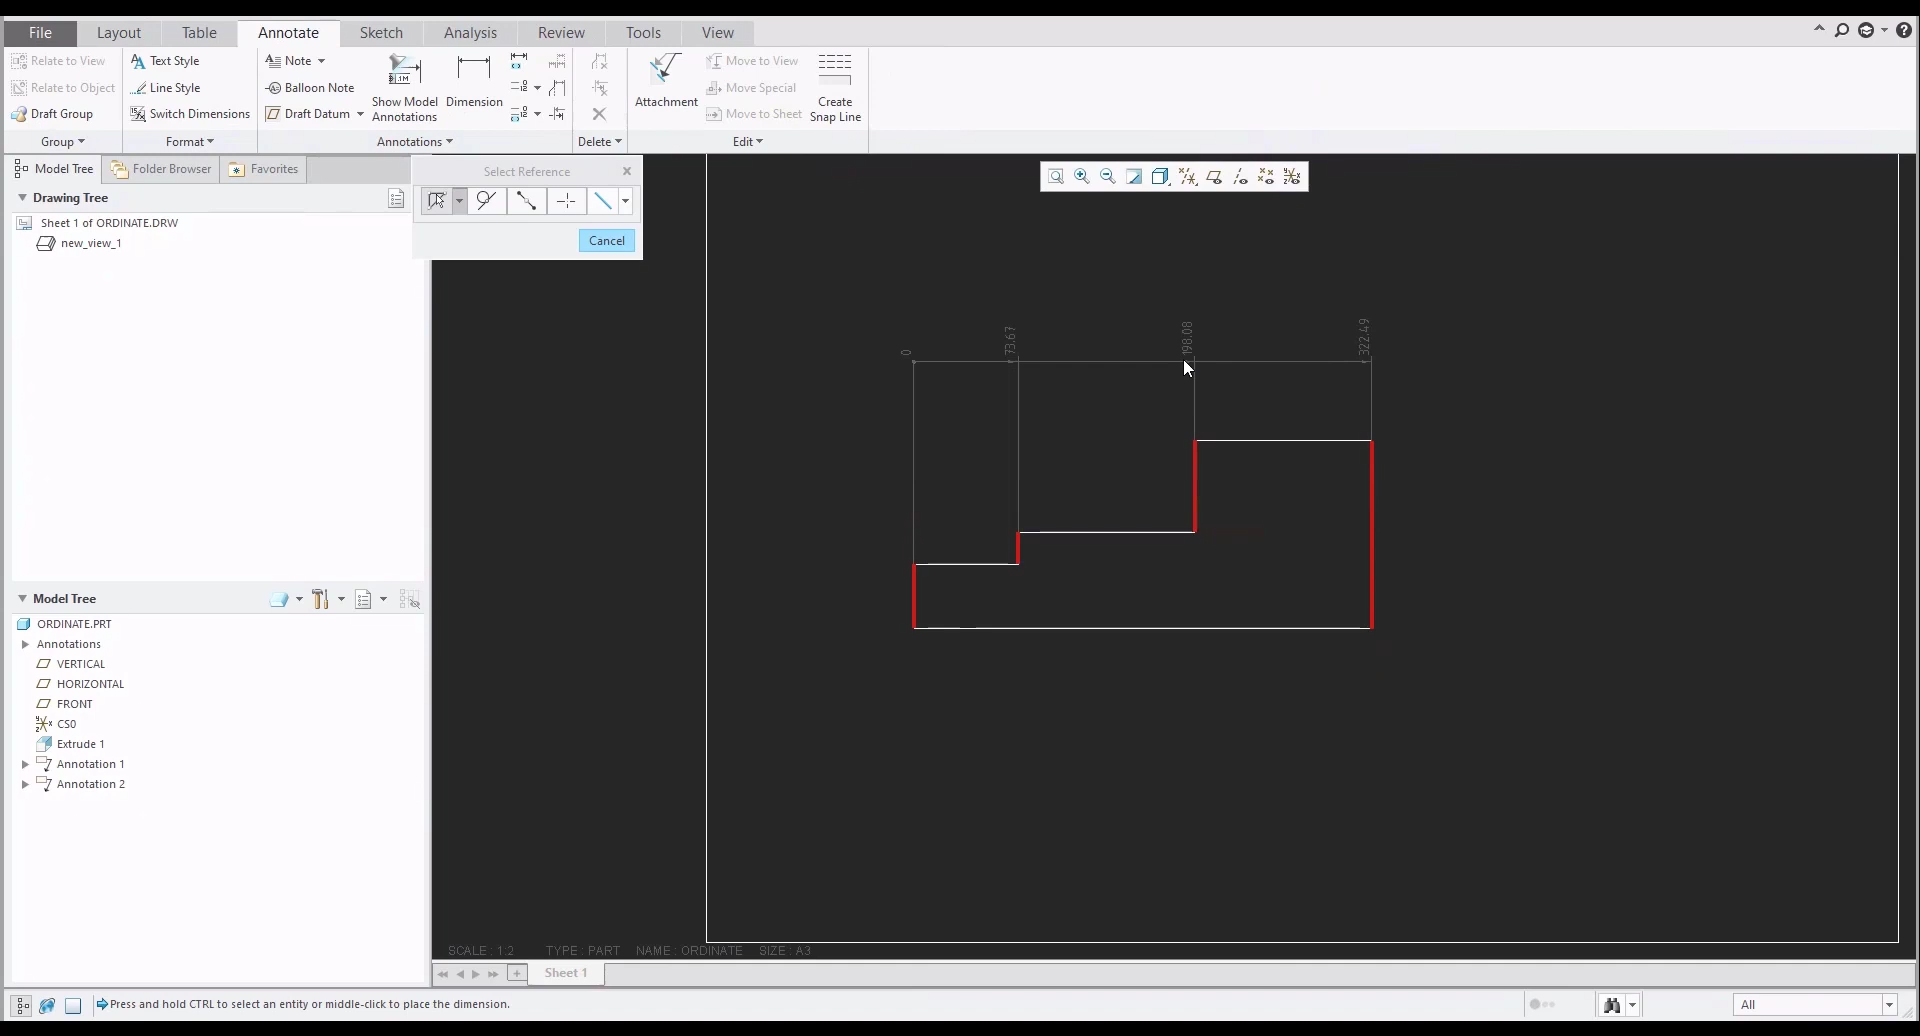 File Layout Table Annotate Sketch Analysis Review Tools View
Relate to View Text Style Note Move to View
Relate to Object Line Style Balloon Note Show Model Dimension Attachment Move Special Create
Draft Group Switch Dimensions Draft Datum Annotations Move to Sheet Snap Line
Group Format Annotations Delete Edit
Model Tree Folder Browser Favorites Select Reference
Drawing Tree
Sheet 1 of ORDINATE.DRW
new_view_1
Cancel
0 73.67 198.08 322.49
Model Tree
ORDINATE.PRT
Annotations
VERTICAL
HORIZONTAL
FRONT
CS0
Extrude 1
Annotation 1
Annotation 2
SCALE : 1:2 TYPE : PART NAME : ORDINATE SIZE : A3
Sheet 1
Press and hold CTRL to select an entity or middle-click to place the dimension. All